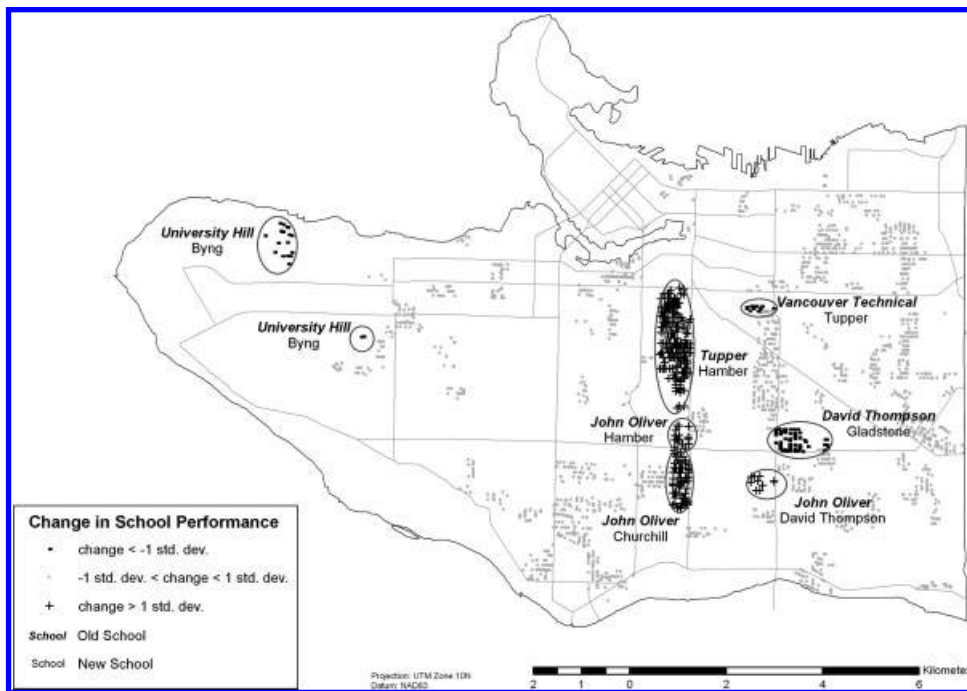 University Hill
Byng
University Hill
Byng
Vancouver Technical
Tupper
Tupper
Hamber
John Oliver
Hamber
David Thompson
Gladstone
John Oliver
David Thompson
John Oliver
Churchill
Change in School Performance
change < -1 std. dev.
-1 std. dev. < change < 1 std. dev.
change > 1 std. dev.
School Old School
School New School
Projection: UTM Zone 10N
Datum: NAD83
Kilometer
2 1 0 2 4 6